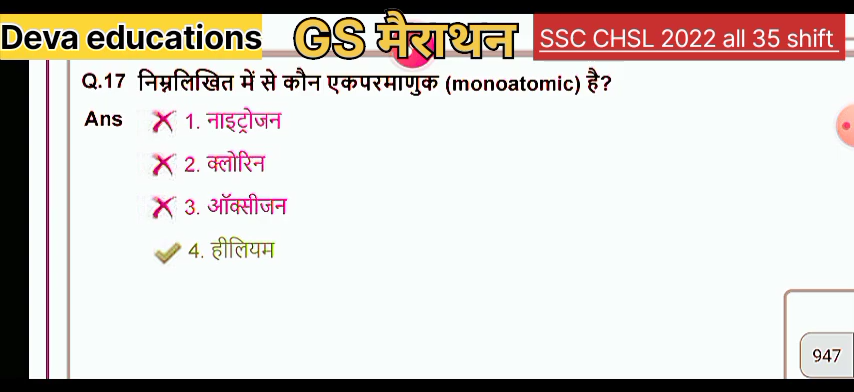 Deva educations GS मैराथन SSC CHSL 2022 all 35 shift
Q.17 निम्नलिखित में से कौन एकपरमाणुक (monoatomic) है?
Ans 1. नाइट्रोजन
2. क्लोरिन
3. ऑक्सीजन
4. हीलियम
947